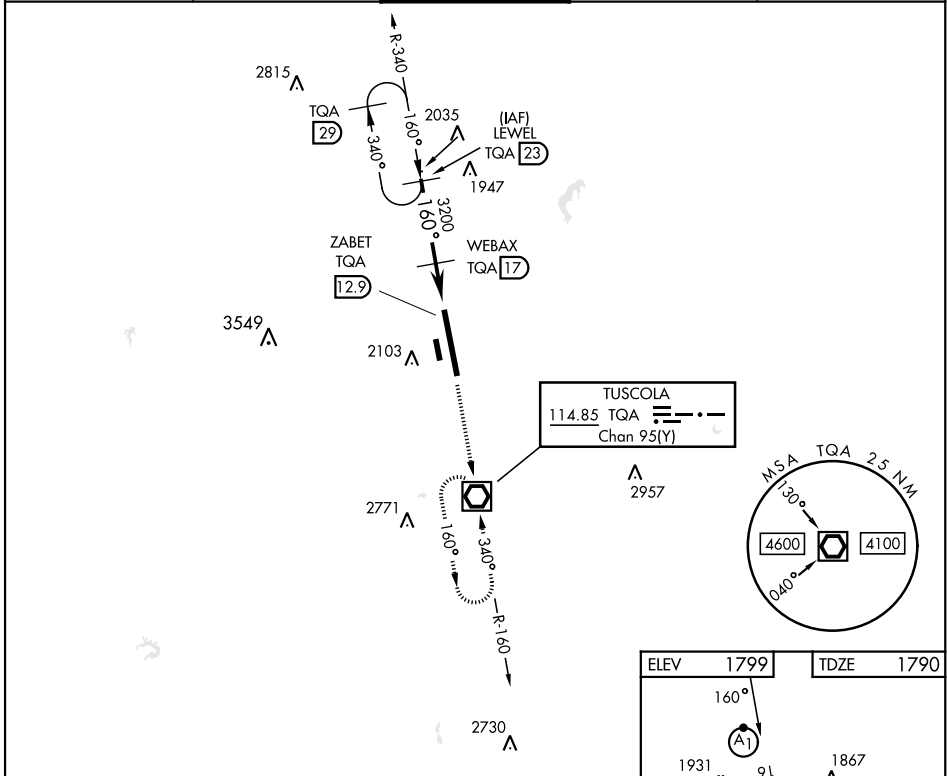 R-340
2815
TQA
29
340°
160°
2035
(IAF)
LEWEL
TQA 23
1947
3200
160°
ZABET
TQA
12.9
WEBAX
TQA 17
3549
2103
TUSCOLA
114.85 TQA
Chan 95(Y)
2957
2771
160°
340°
R-160
2730
MSA TQA 25 NM
130°
4600
4100
040°
ELEV 1799
TDZE 1790
160°
A1
1931
1867